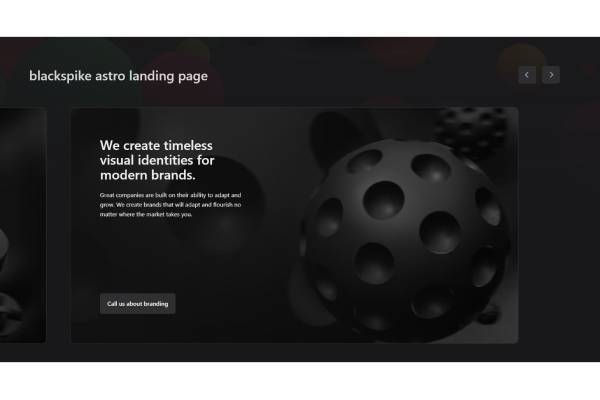 blackspike astro landing page
We create timeless
visual identities for
modern brands.
Great companies are built on their ability to adapt and
grow. We create brands that will adapt and flourish no
matter where the market takes you.
Call us about branding